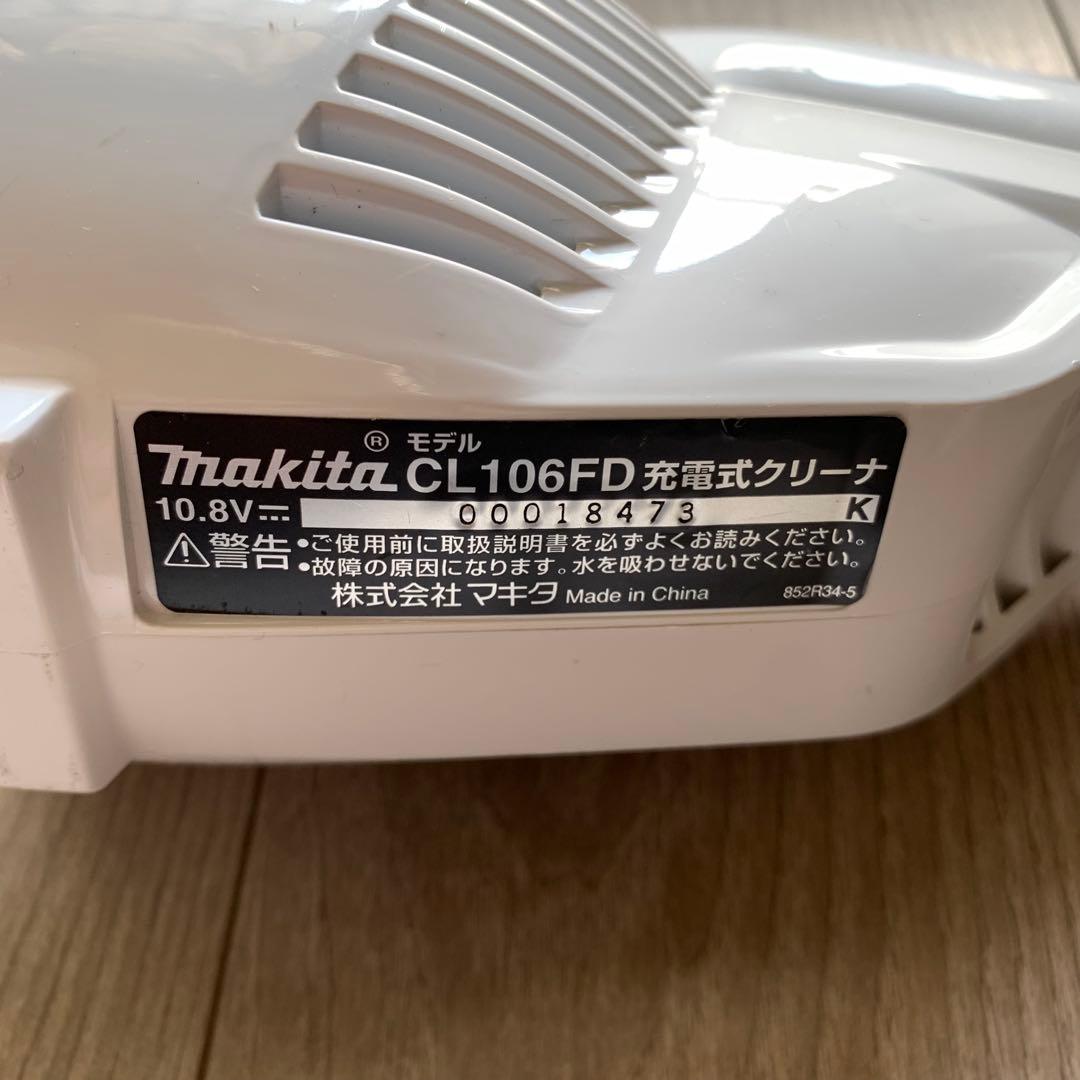 makita® モデル CL106FD 充電式クリーナ
10.8V⎓ 00018473 K
⚠警告 •ご使用前に取扱説明書を必ずよくお読みください。
•故障の原因になります。水を吸わせないでください。
株式会社マキタ Made in China 852R34-5